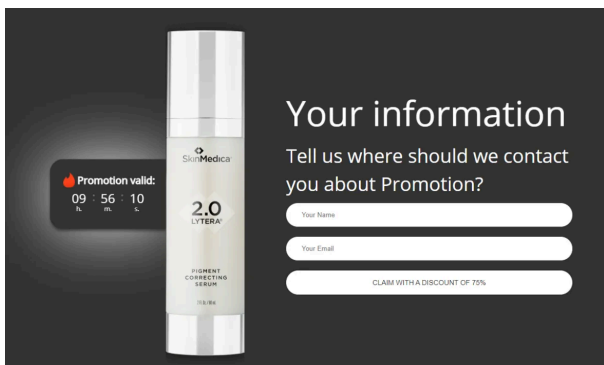 Your information
Tell us where should we contact
you about Promotion?
Your Name
Your Email
CLAIM WITH A DISCOUNT OF 75%
Promotion valid:
09 : 56 : 10
h. m. s.
SkinMedica
2.0
LYTERA®
PIGMENT
CORRECTING
SERUM